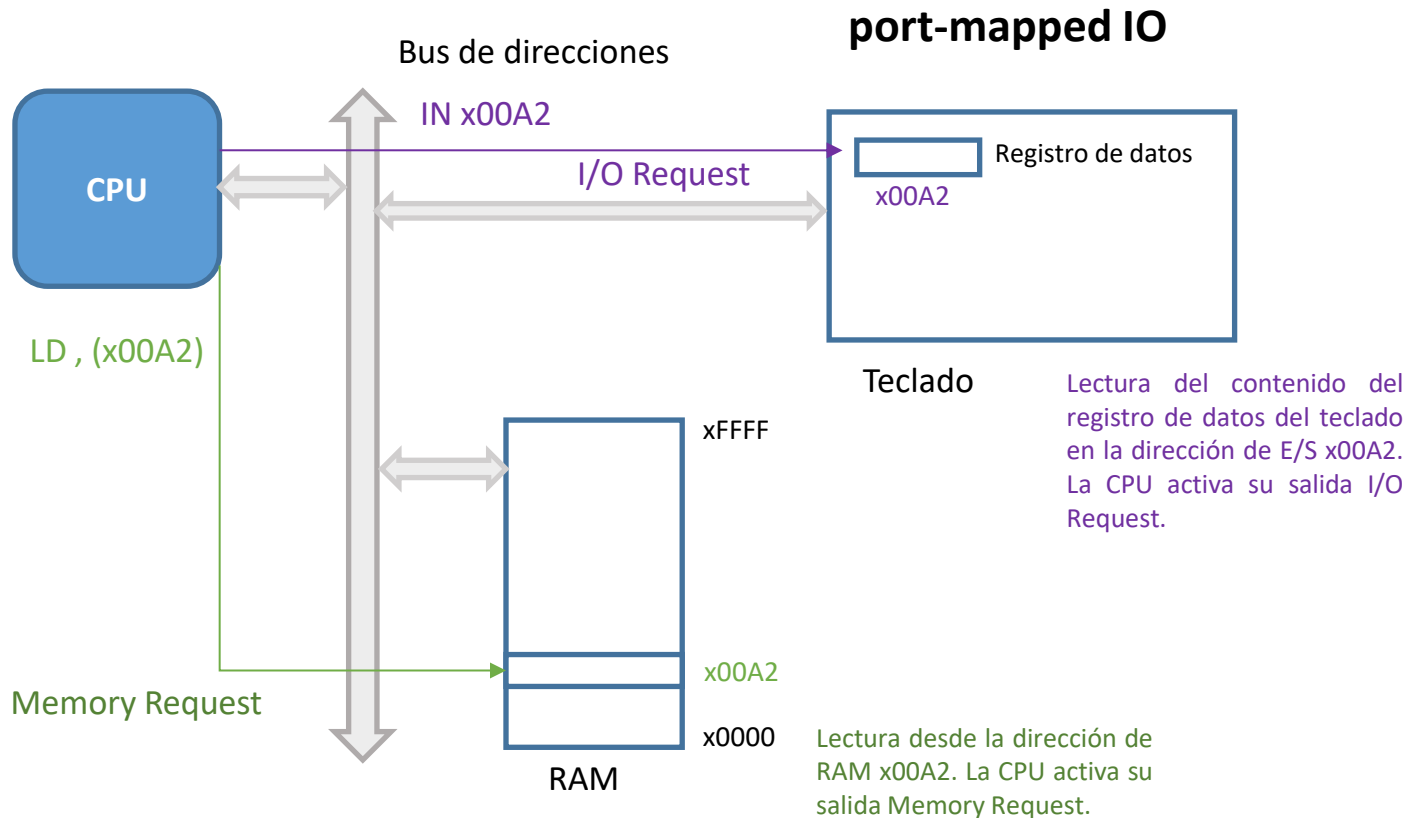 port-mapped IO
Bus de direcciones
IN x00A2
CPU
I/O Request
Registro de datos
x00A2
LD , (x00A2)
Teclado
Lectura del contenido del
registro de datos del teclado
en la dirección de E/S x00A2.
La CPU activa su salida I/O
Request.
xFFFF
x00A2
Memory Request
x0000
Lectura desde la dirección de
RAM x00A2. La CPU activa su
salida Memory Request.
RAM